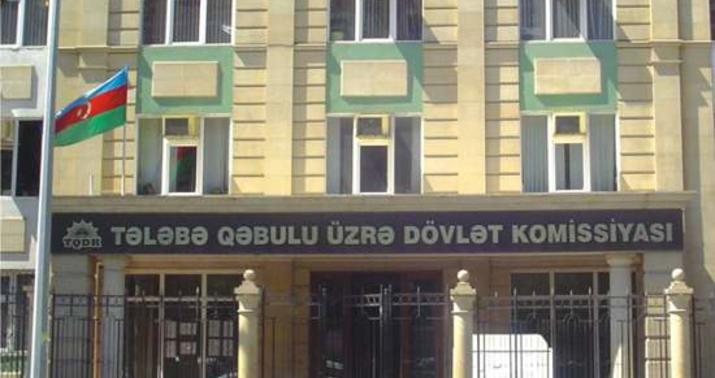 TƏLƏBƏ QƏBULU ÜZRƏ DÖVLƏT KOMİSSİYASI
TQDK